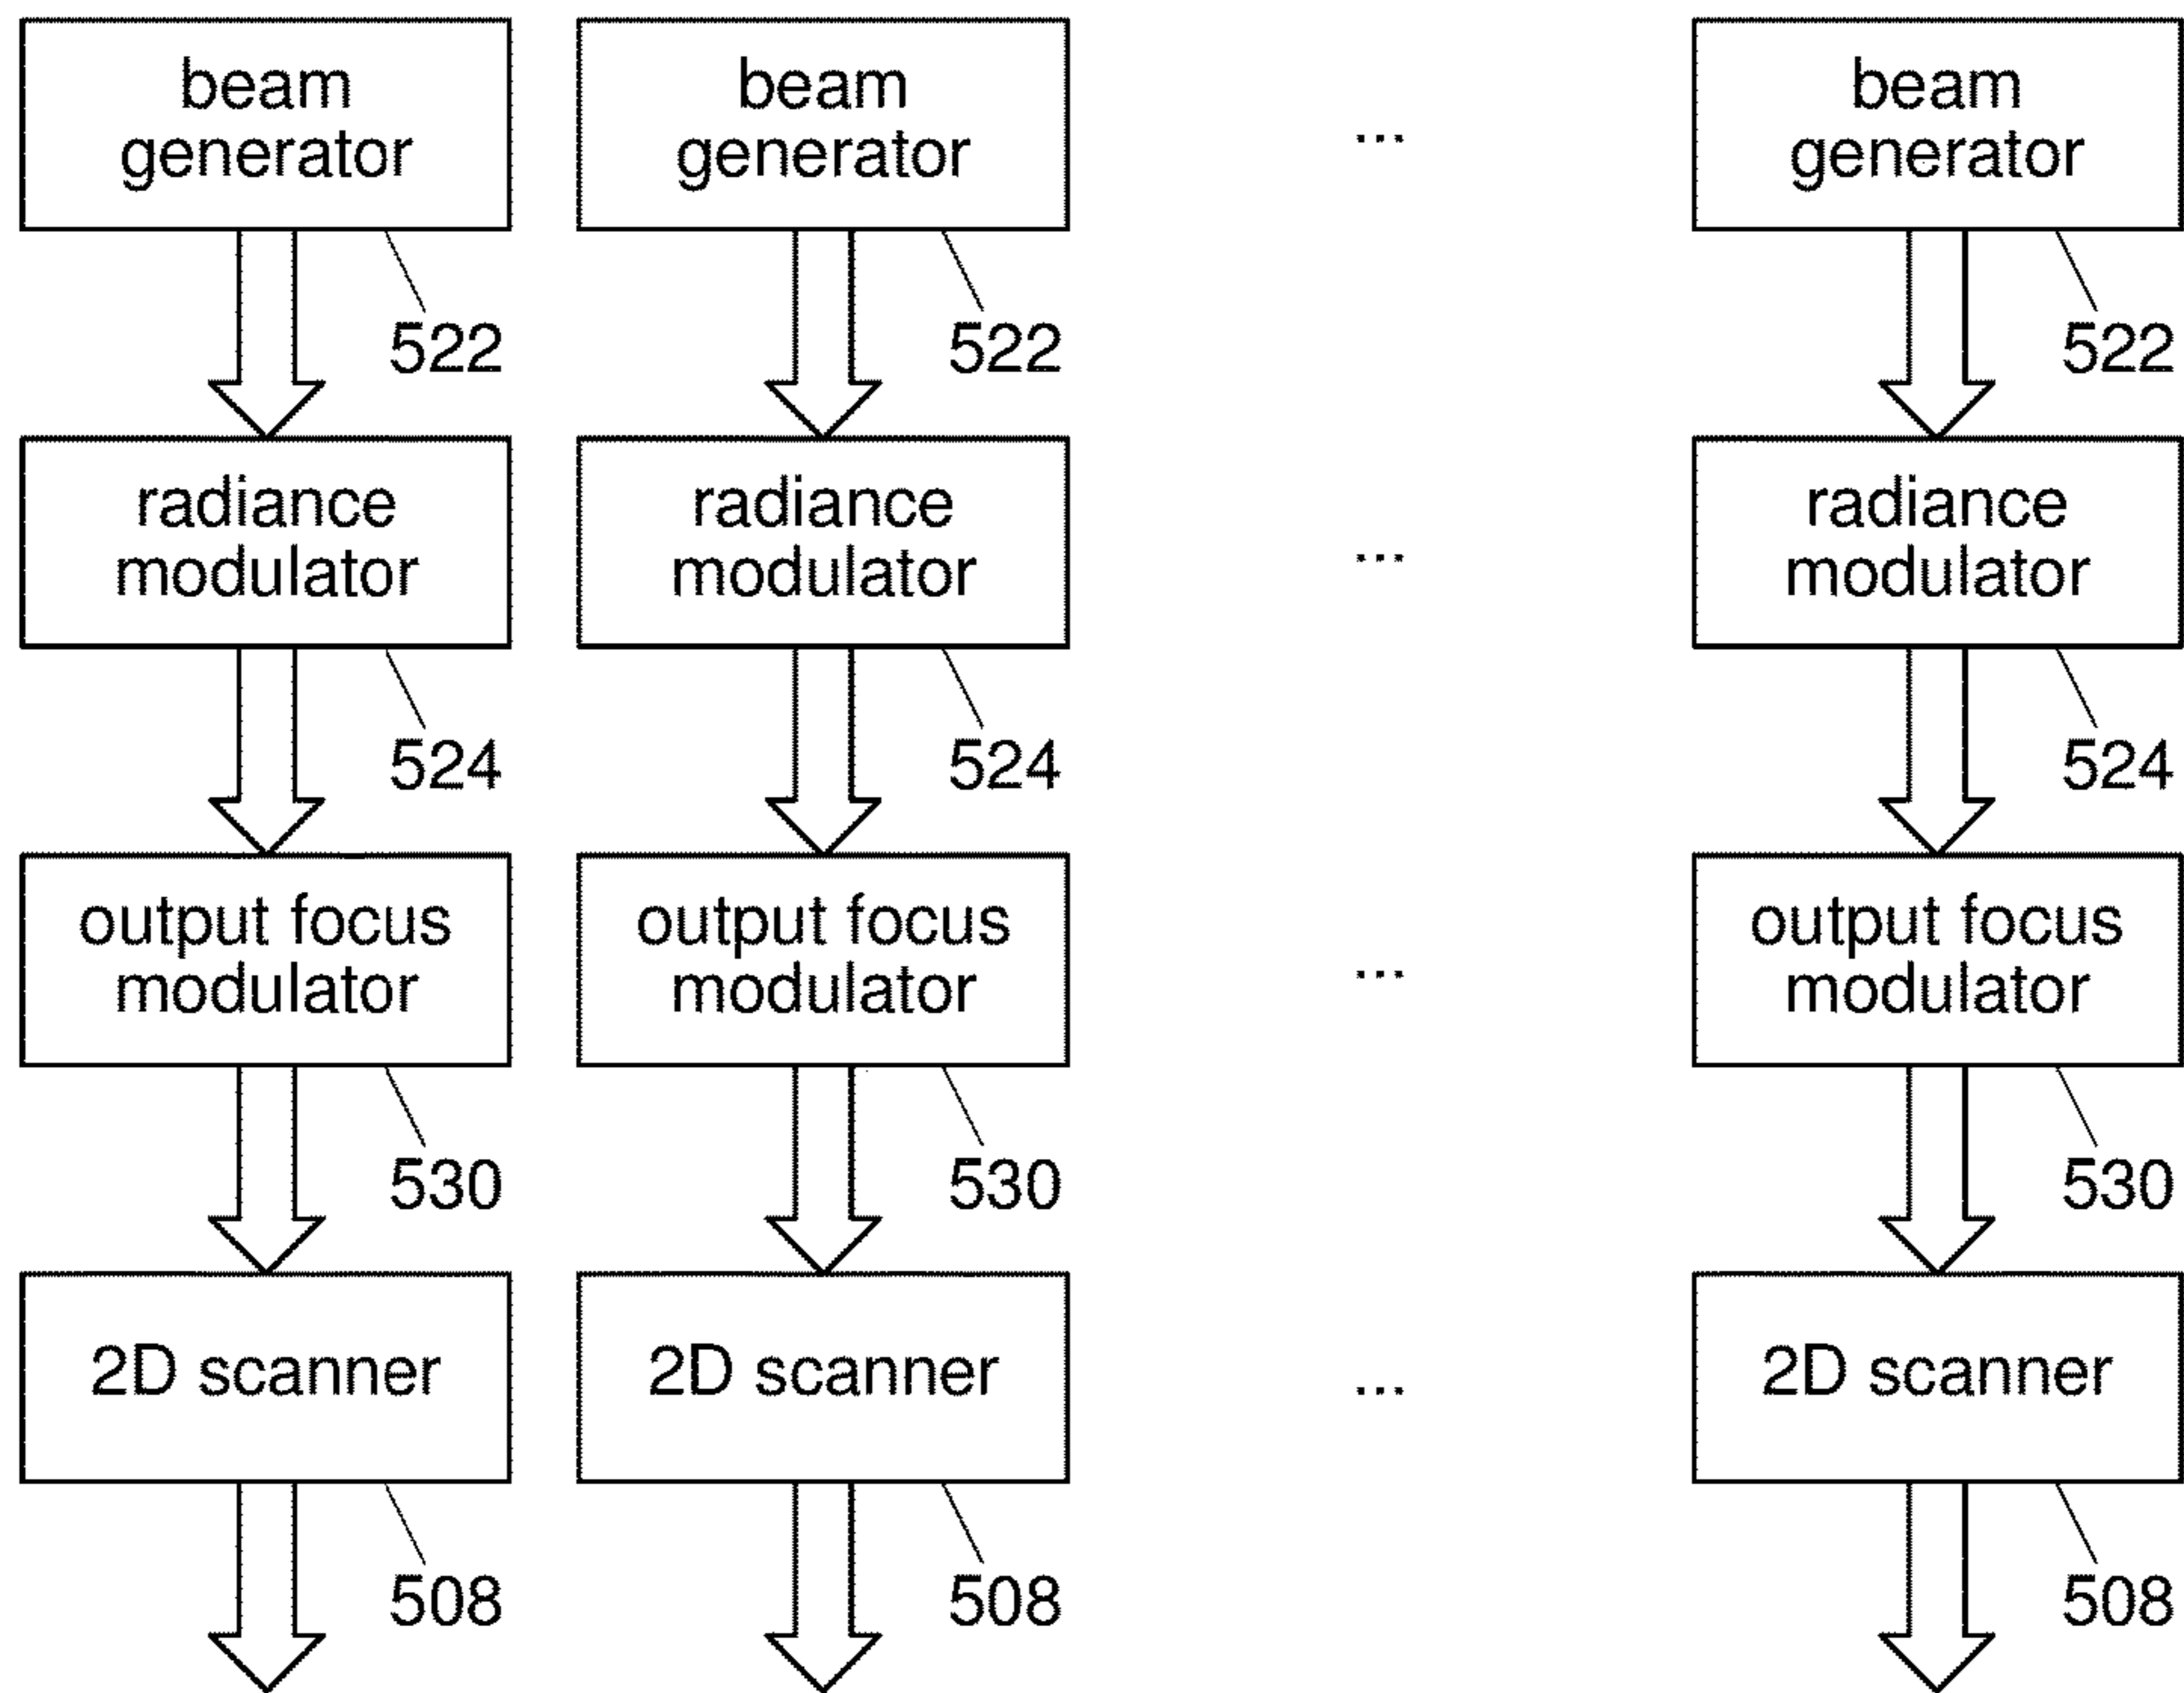 beam
generator
beam
generator
...
beam
generator
522
522
522
radiance
modulator
radiance
modulator
...
radiance
modulator
524
524
524
output focus
modulator
output focus
modulator
...
output focus
modulator
530
530
530
2D scanner
2D scanner
...
2D scanner
508
508
508